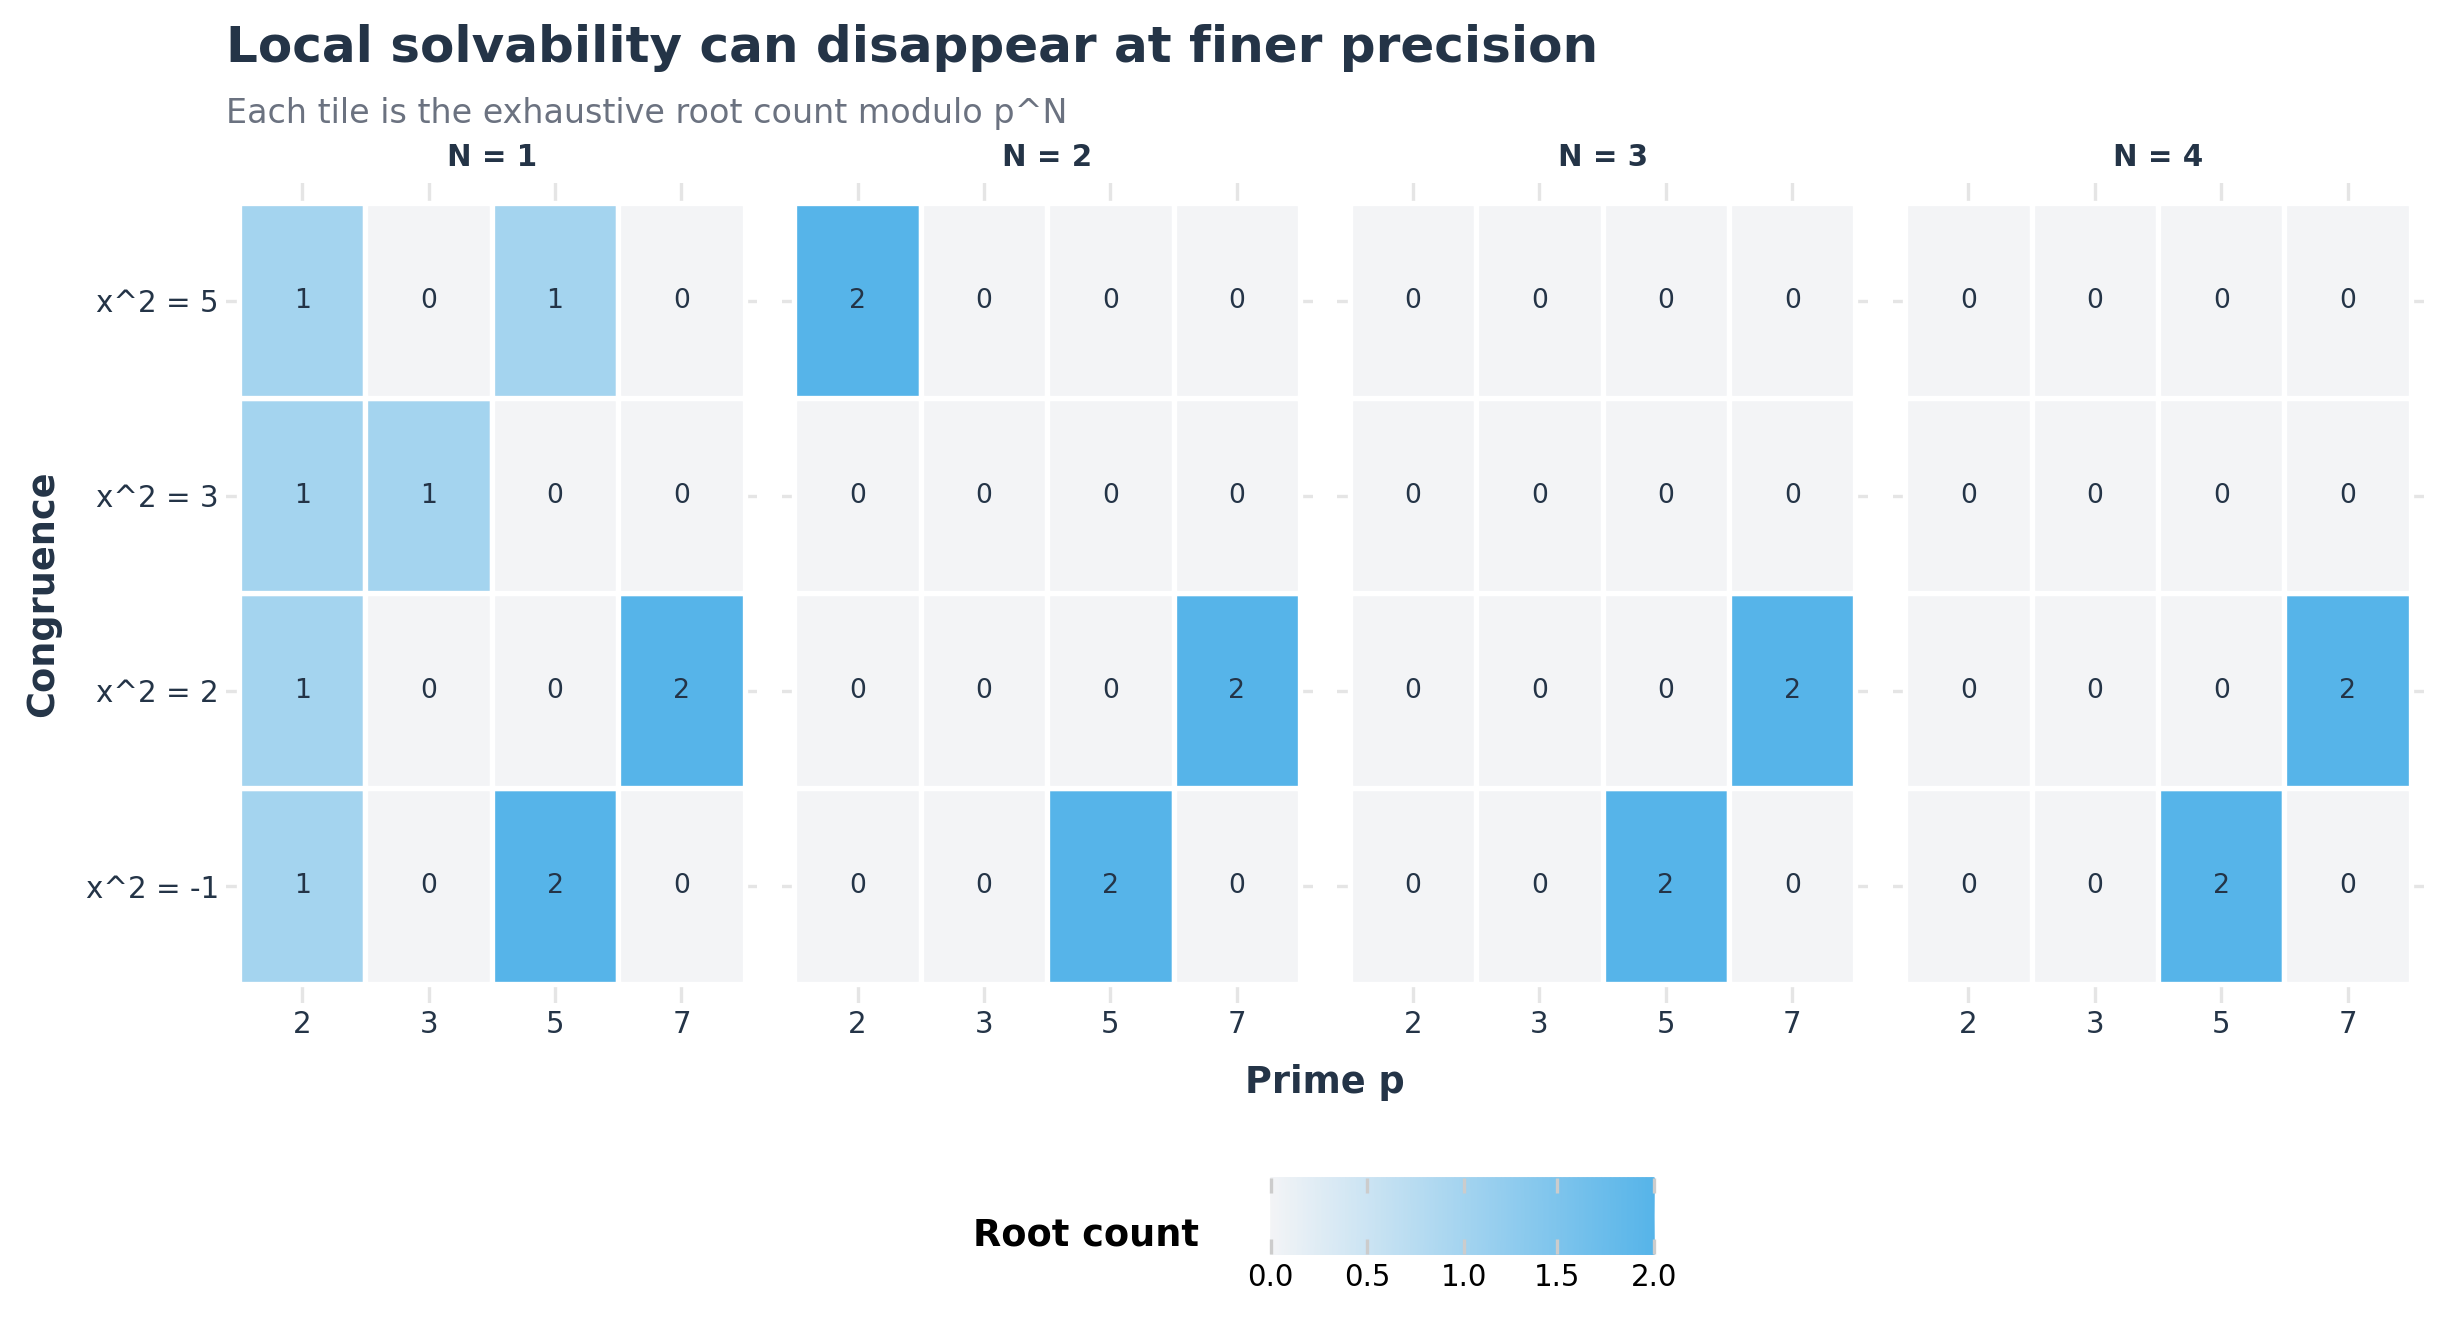 Local solvability can disappear at finer precision
Each tile is the exhaustive root count modulo p^N
N = 1 N = 2 N = 3 N = 4
Congruence
x^2 = 5 1 0 1 0 2 0 0 0 0 0 0 0 0 0 0 0
x^2 = 3 1 1 0 0 0 0 0 0 0 0 0 0 0 0 0 0
x^2 = 2 1 0 0 2 0 0 0 2 0 0 0 2 0 0 0 2
x^2 = -1 1 0 2 0 0 0 2 0 0 0 2 0 0 0 2 0
2 3 5 7 2 3 5 7 2 3 5 7 2 3 5 7
Prime p
Root count
0.0 0.5 1.0 1.5 2.0